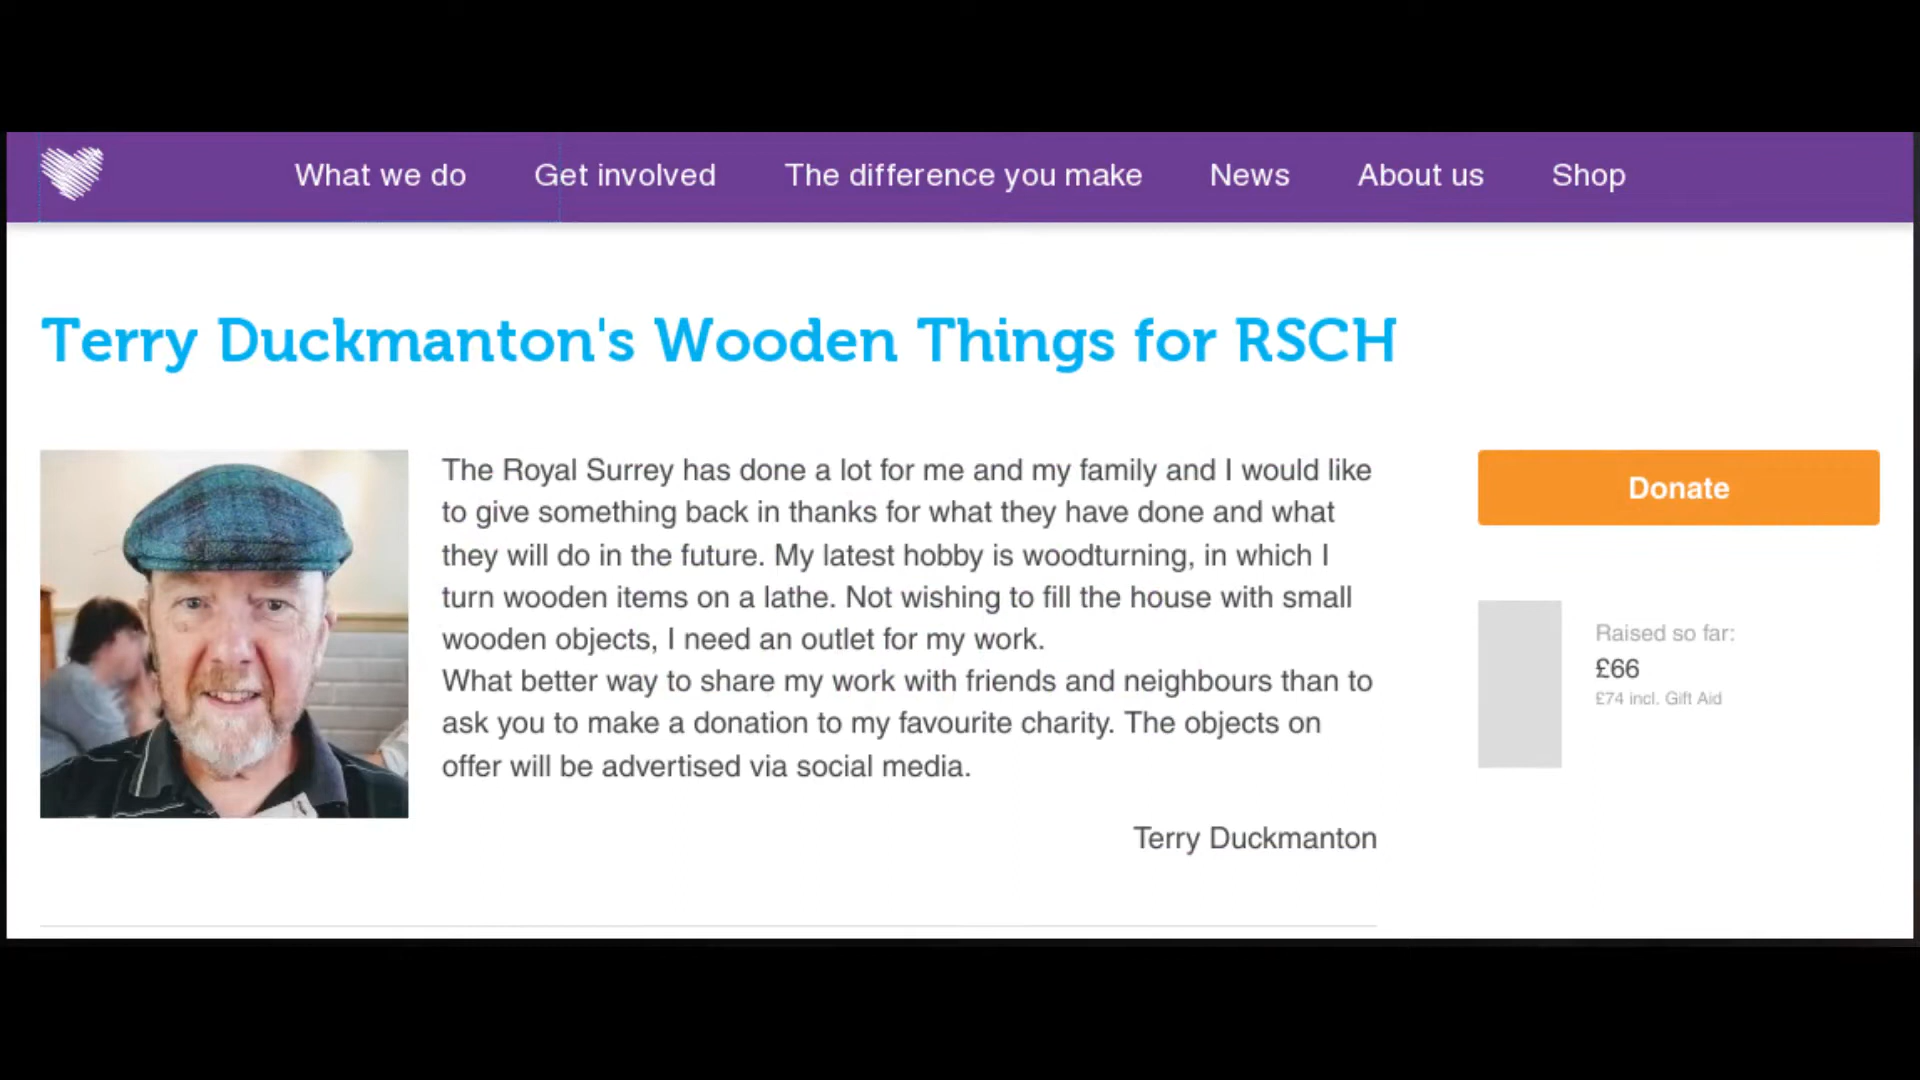 What we do Get involved The difference you make News About us Shop
Terry Duckmanton's Wooden Things for RSCH
The Royal Surrey has done a lot for me and my family and I would like
to give something back in thanks for what they have done and what
they will do in the future. My latest hobby is woodturning, in which I
turn wooden items on a lathe. Not wishing to fill the house with small
wooden objects, I need an outlet for my work.
What better way to share my work with friends and neighbours than to
ask you to make a donation to my favourite charity. The objects on
offer will be advertised via social media.
Terry Duckmanton
Donate
Raised so far:
£66
£74 incl. Gift Aid